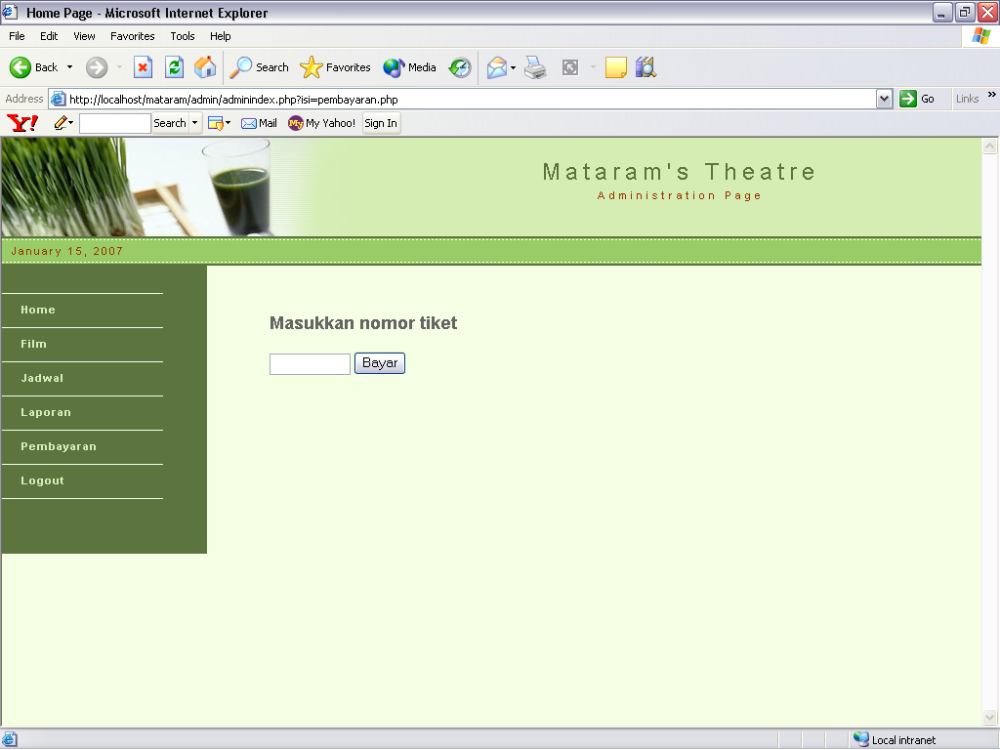 Home Page - Microsoft Internet Explorer
File Edit View Favorites Tools Help
Back Search Favorites Media
Address http://localhost/mataram/admin/adminindex.php?isi=pembayaran.php Go Links »
Y! Search Mail My My Yahoo! Sign In
Mataram's Theatre
Administration Page
January 15, 2007
Home
Film
Jadwal
Laporan
Pembayaran
Logout
Masukkan nomor tiket
Bayar
Local intranet